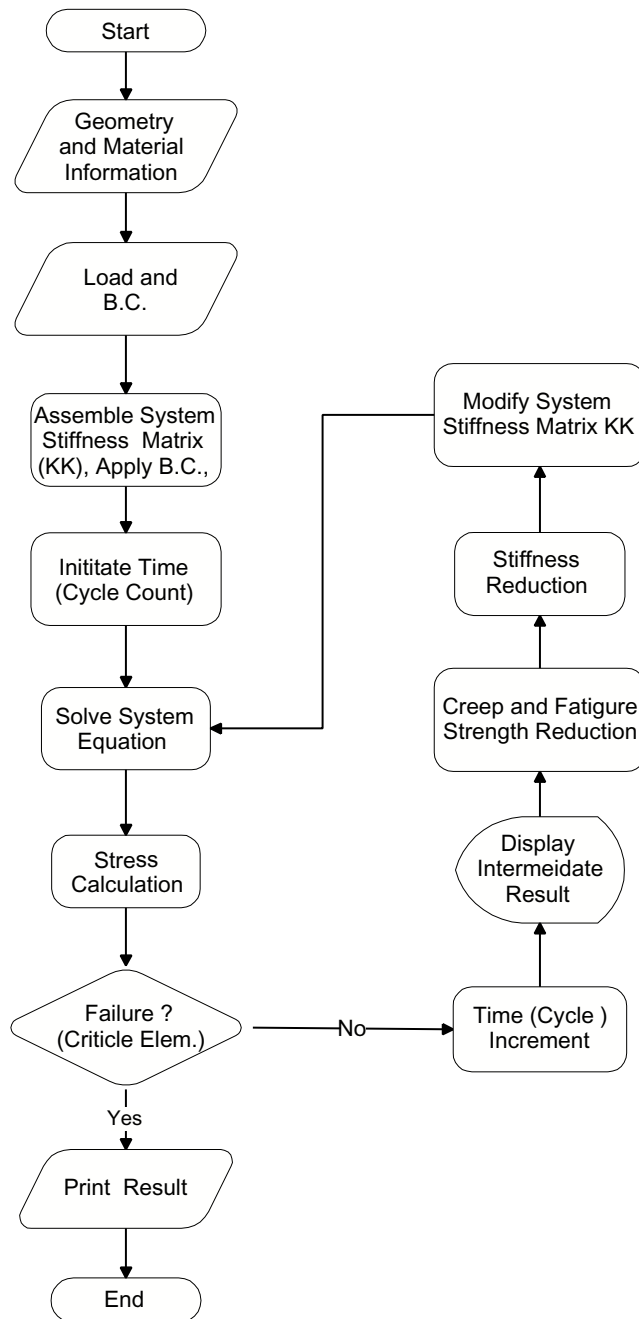 Start
Geometry
and Material
Information
Load and
B.C.
Assemble System
Stiffness Matrix
(KK), Apply B.C.,
Inititate Time
(Cycle Count)
Solve System
Equation
Stress
Calculation
Failure ?
(Criticle Elem.)
No
Yes
Print Result
End
Time (Cycle )
Increment
Display
Intermeidate
Result
Creep and Fatigure
Strength Reduction
Stiffness
Reduction
Modify System
Stiffness Matrix KK